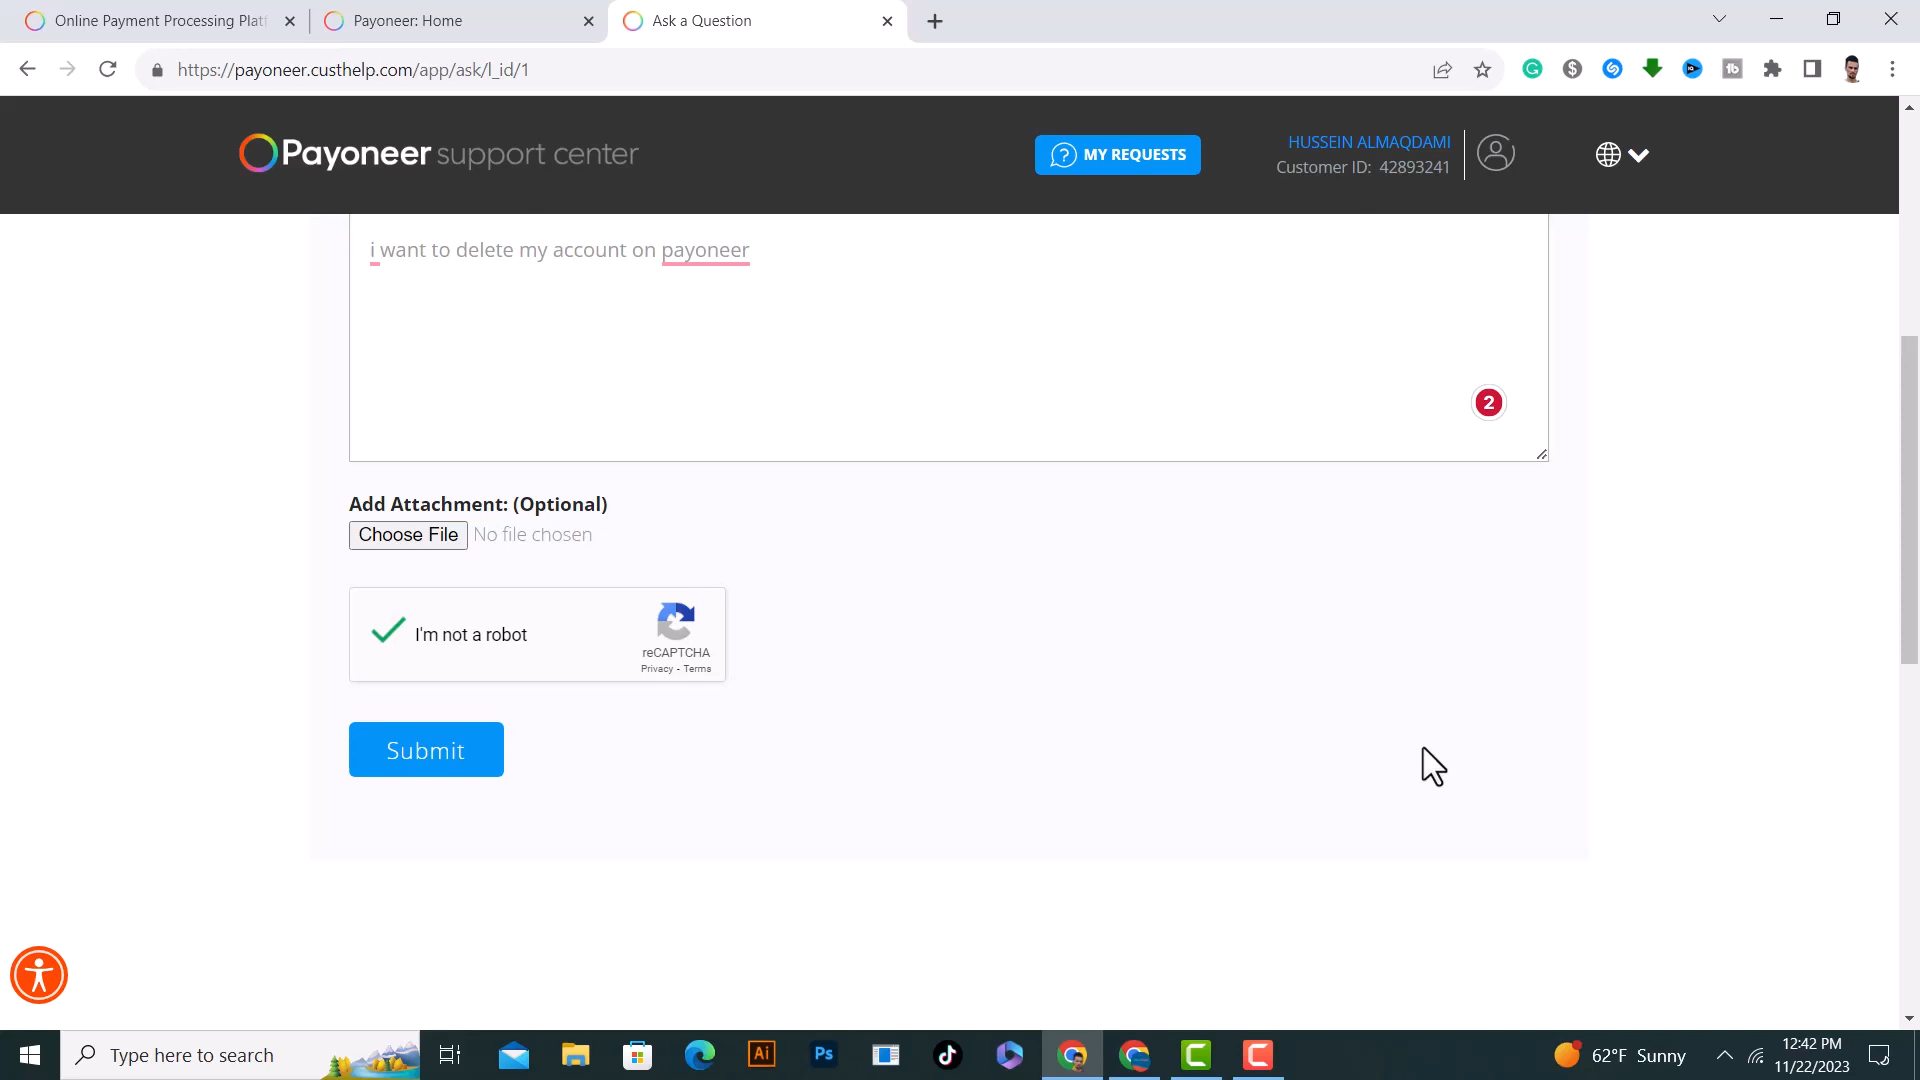 Online Payment Processing Platf
Payoneer: Home
Ask a Question
https://payoneer.custhelp.com/app/ask/l_id/1
Payoneer support center
MY REQUESTS
HUSSEIN ALMAQDAMI
Customer ID: 42893241
i want to delete my account on payoneer
2
Add Attachment: (Optional)
Choose File No file chosen
I'm not a robot
reCAPTCHA
Privacy - Terms
Submit
Type here to search
Ai
Ps
62°F Sunny
12:42 PM
11/22/2023